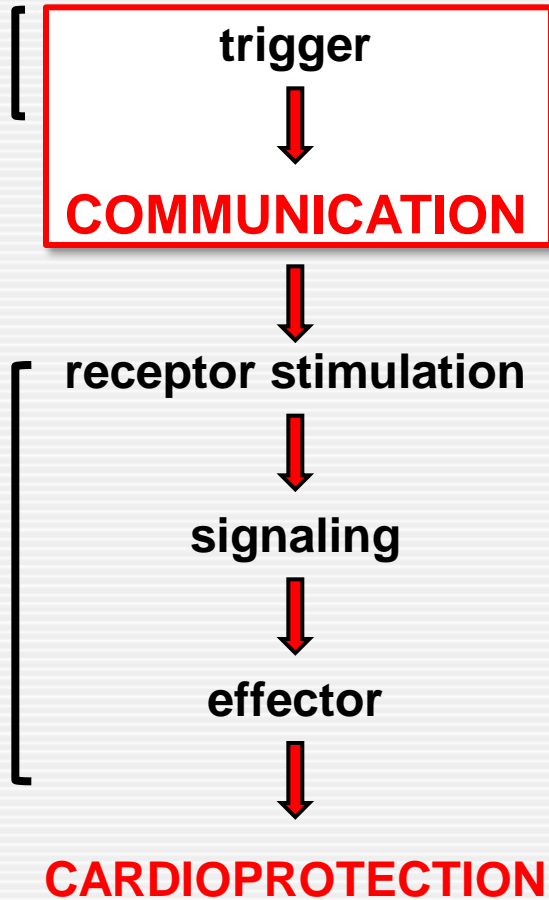 trigger
COMMUNICATION
receptor stimulation
signaling
effector
CARDIOPROTECTION